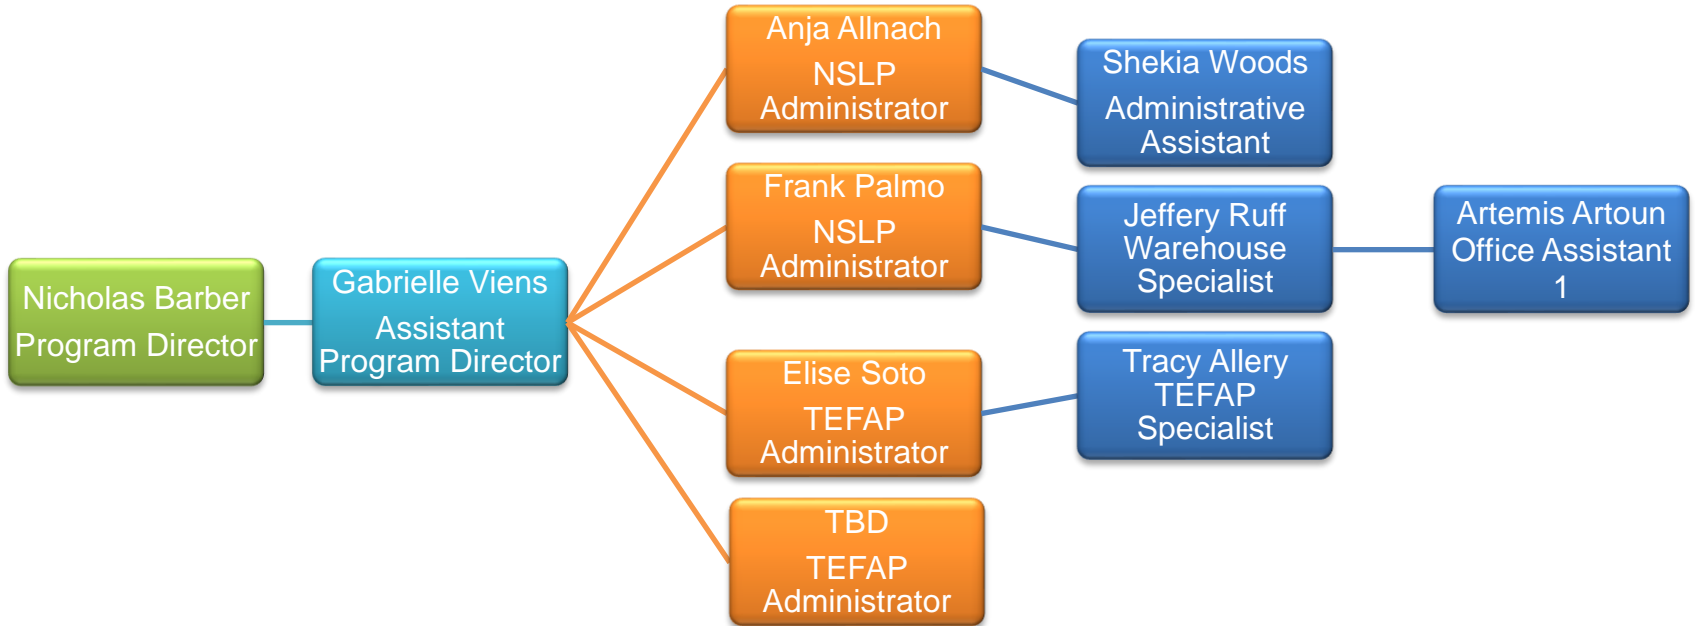 Nicholas Barber
Program Director
Gabrielle Viens
Assistant
Program Director
Anja Allnach
NSLP
Administrator
Shekia Woods
Administrative
Assistant
Frank Palmo
NSLP
Administrator
Jeffery Ruff
Warehouse
Specialist
Artemis Artoun
Office Assistant
1
Elise Soto
TEFAP
Administrator
Tracy Allery
TEFAP
Specialist
TBD
TEFAP
Administrator